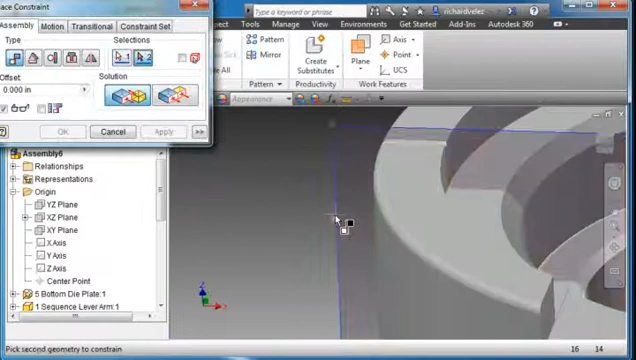 ace Constraint
Assembly Motion Transitional Constraint Set
Type Selections
1 2
Offset: Solution
0.000 in
OK Cancel Apply >>
Type a keyword or phrase richardvelez
Tools Manage View Environments Get Started Add-Ins Autodesk 360
Pattern Axis
Mirror Point
Create Substitutes Plane UCS
Pattern Productivity Work Features
Appearance
Assembly6
Relationships
Representations
Origin
YZ Plane
XZ Plane
XY Plane
X Axis
Y Axis
Z Axis
Center Point
5 Bottom Die Plate:1
1 Sequence Lever Arm:1
Z
X
Pick second geometry to constrain 16 14